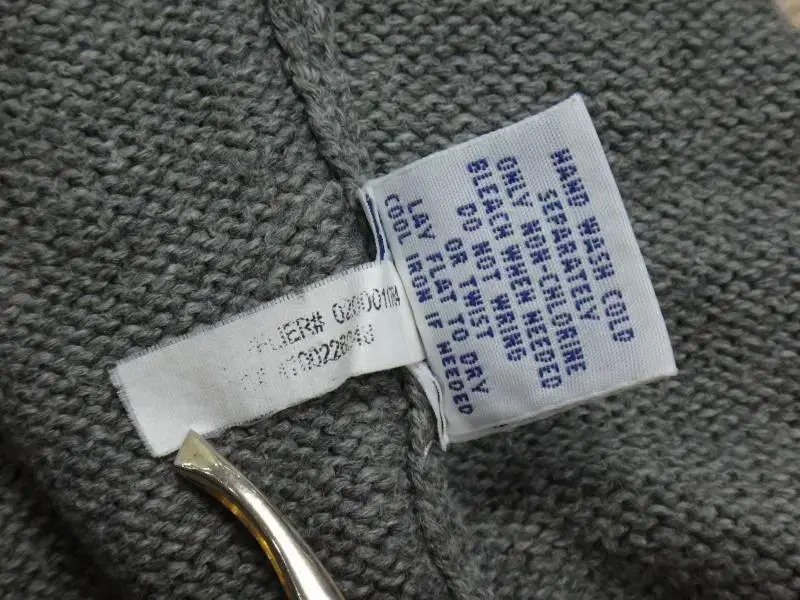 HAND WASH COLD
SEPARATELY
ONLY NON-CHLORINE
BLEACH WHEN NEEDED
DO NOT WRING
OR TWIST
LAY FLAT TO DRY
COOL IRON IF NEEDED